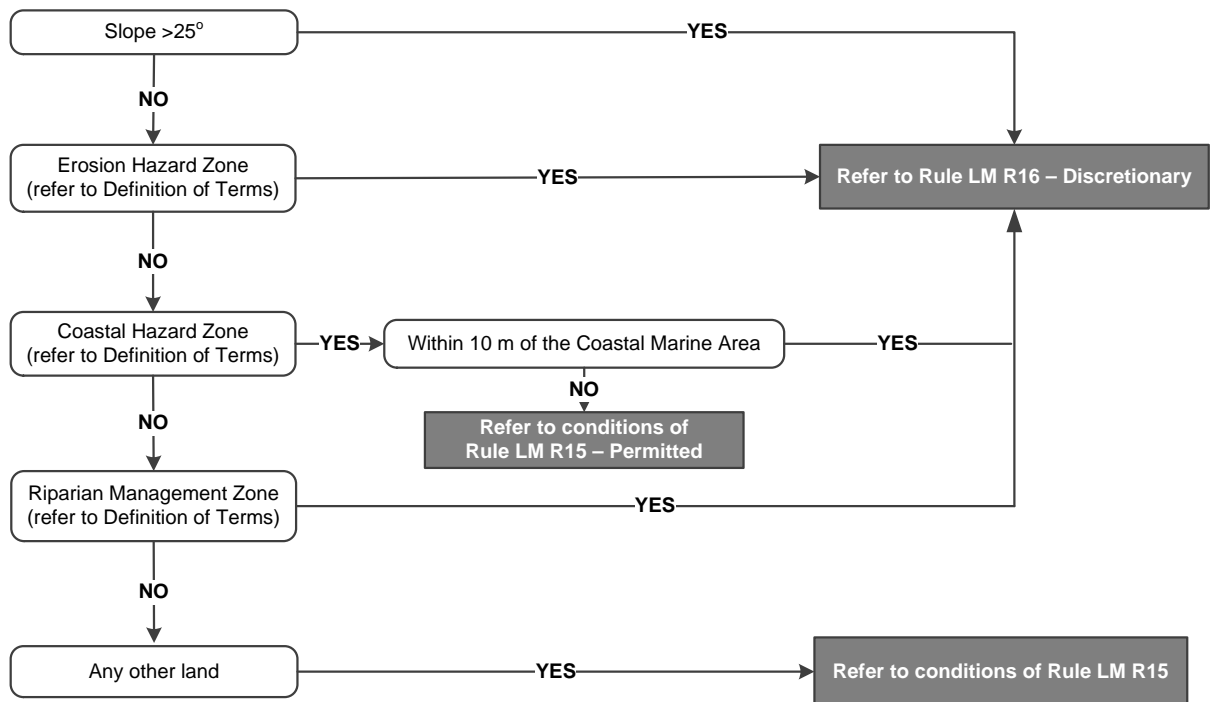 Slope >25°
YES
NO
Erosion Hazard Zone
(refer to Definition of Terms)
YES
Refer to Rule LM R16 – Discretionary
NO
Coastal Hazard Zone
(refer to Definition of Terms)
YES
Within 10 m of the Coastal Marine Area
YES
NO
Refer to conditions of
Rule LM R15 – Permitted
NO
Riparian Management Zone
(refer to Definition of Terms)
YES
NO
Any other land
YES
Refer to conditions of Rule LM R15